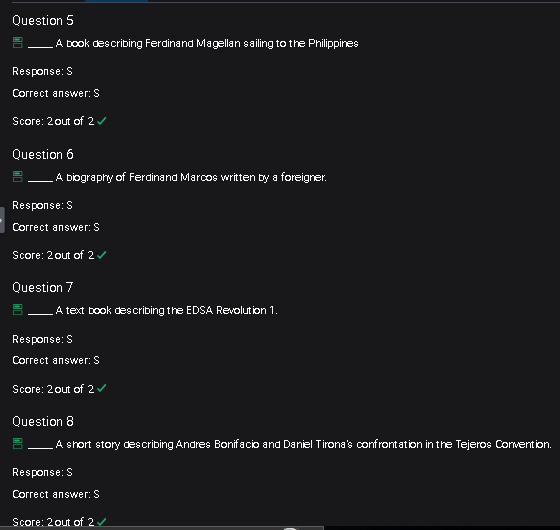 Question 5
_____ A book describing Ferdinand Magellan sailing to the Philippines
Response: S
Correct answer: S
Score: 2 out of 2
Question 6
_____ A biography of Ferdinand Marcos written by a foreigner.
Response: S
Correct answer: S
Score: 2 out of 2
Question 7
_____ A text book describing the EDSA Revolution 1.
Response: S
Correct answer: S
Score: 2 out of 2
Question 8
_____ A short story describing Andres Bonifacio and Daniel Tirona's confrontation in the Tejeros Convention.
Response: S
Correct answer: S
Score: 2 out of 2